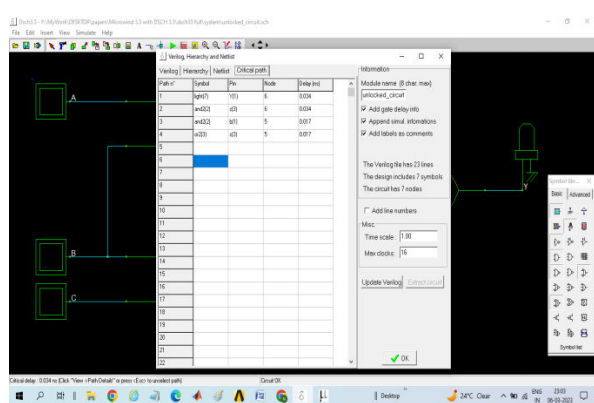 Dsch3.5 - P:\MyWork\DESKTOP\papers\Microwind 3.5 with DSCH 3.5\dsch35 full\system\unlocked_circuit.sch
File Edit Insert View Simulate Help
Verilog, Hierarchy and Netlist
Verilog Hierarchy Netlist Critical path
Path n° Symbol Pin Node Delay (ns)
1 light(7) Y(1) 6 0.034
2 and2(2) s(3) 6 0.034
3 and2(2) b(1) 5 0.017
4 or2(3) s(3) 5 0.017
5
6
7
8
9
10
11
12
13
14
15
16
17
18
19
20
21
22
Information
Module name (8 char. max)
unlocked_circuit
Add gate delay info
Append simul. informations
Add labels as comments
The Verilog file has 23 lines
The design includes 7 symbols
The circuit has 7 nodes
Add line numbers
Misc.
Time scale: 1.00
Max clocks: 16
Update Verilog Extract circuit
OK
A
B
C
Y
Basic Advanced
Symbol list
Critical delay : 0.034 ns (Click "View > Path Details" or press <Esc> to unselect path)
Circuit OK
Desktop
24°C Clear
ENG
IN
23:03
06-03-2023